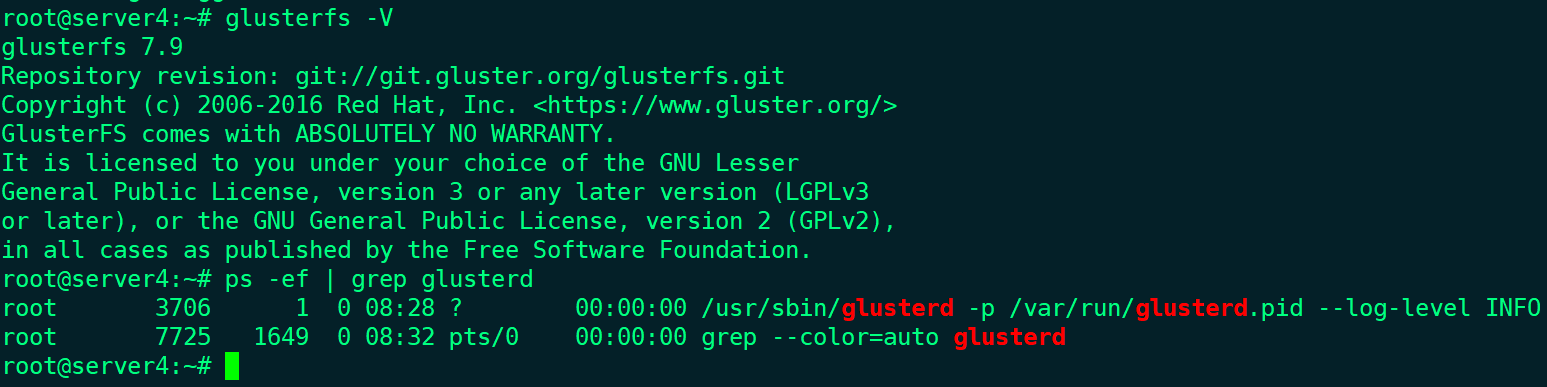 root@server4:~# glusterfs -V
glusterfs 7.9
Repository revision: git://git.gluster.org/glusterfs.git
Copyright (c) 2006-2016 Red Hat, Inc. <https://www.gluster.org/>
GlusterFS comes with ABSOLUTELY NO WARRANTY.
It is licensed to you under your choice of the GNU Lesser
General Public License, version 3 or any later version (LGPLv3
or later), or the GNU General Public License, version 2 (GPLv2),
in all cases as published by the Free Software Foundation.
root@server4:~# ps -ef | grep glusterd
root       3706      1  0 08:28 ?        00:00:00 /usr/sbin/glusterd -p /var/run/glusterd.pid --log-level INFO
root       7725   1649  0 08:32 pts/0    00:00:00 grep --color=auto glusterd
root@server4:~#